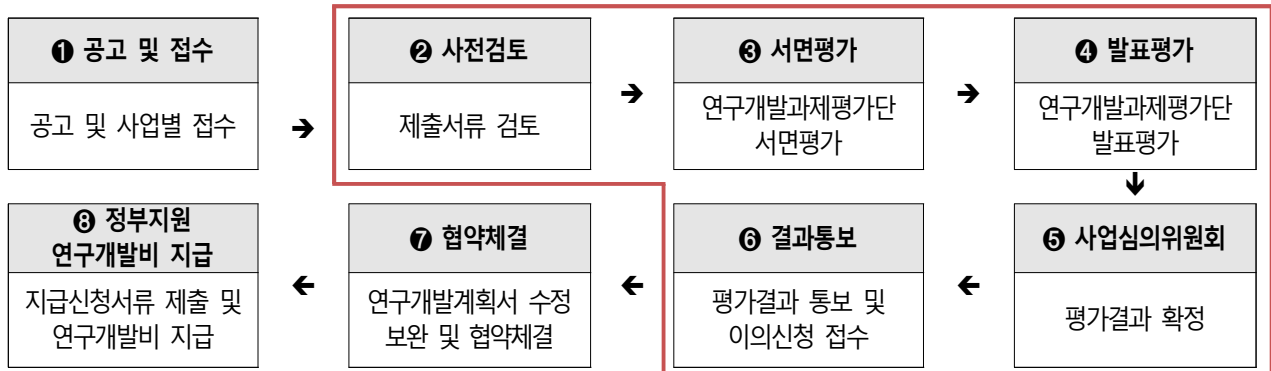 ❶ 공고 및 접수
공고 및 사업별 접수
➔
❷ 사전검토
제출서류 검토
➔
❸ 서면평가
연구개발과제평가단
서면평가
➔
❹ 발표평가
연구개발과제평가단
발표평가
🡻
❺ 사업심의위원회
평가결과 확정
🡸
❻ 결과통보
평가결과 통보 및
이의신청 접수
🡸
❼ 협약체결
연구개발계획서 수정
보완 및 협약체결
🡸
❽ 정부지원
연구개발비 지급
지급신청서류 제출 및
연구개발비 지급